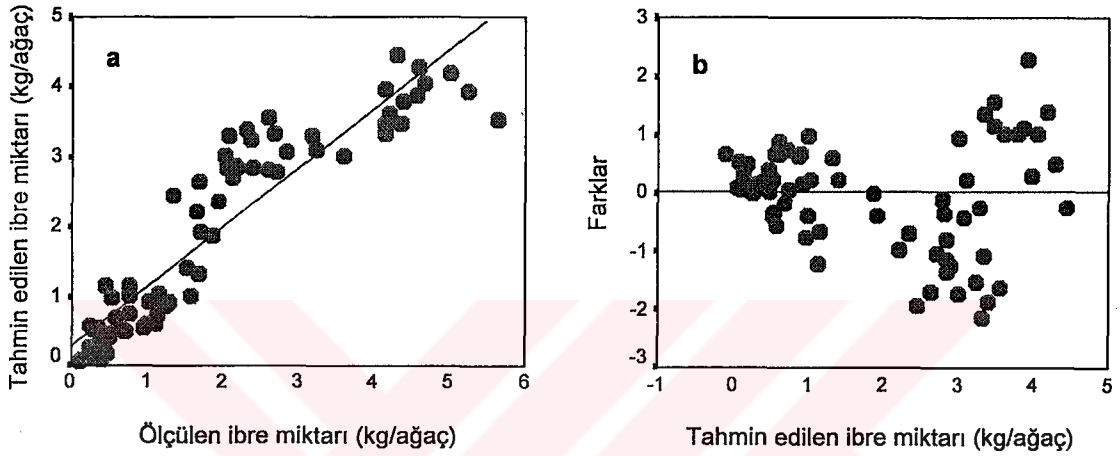 a
Tahmin edilen ibre miktarı (kg/ağaç)
5
4
3
2
1
0
0 1 2 3 4 5 6
Ölçülen ibre miktarı (kg/ağaç)
b
Farklar
3
2
1
0
-1
-2
-3
-1 0 1 2 3 4 5
Tahmin edilen ibre miktarı (kg/ağaç)